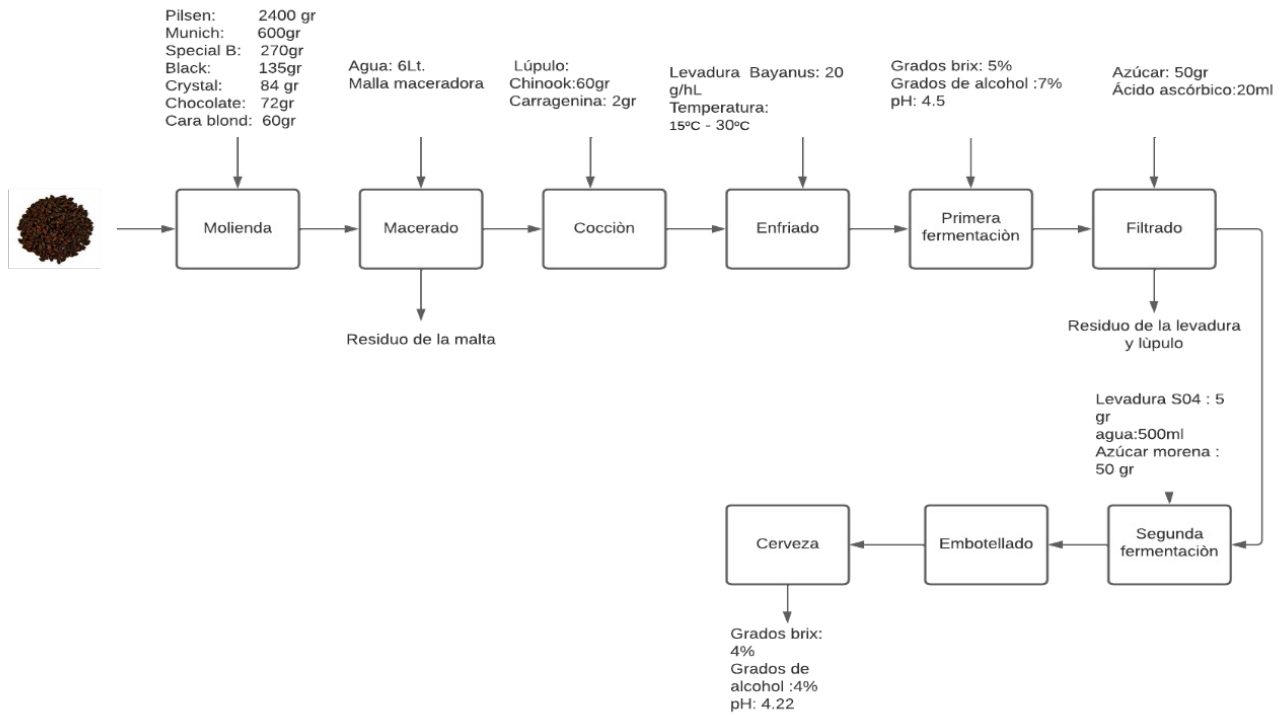 Pilsen: 2400 gr
Munich: 600gr
Special B: 270gr
Black: 135gr
Crystal: 84 gr
Chocolate: 72gr
Cara blond: 60gr
Agua: 6Lt.
Malla maceradora
Lúpulo:
Chinook:60gr
Carragenina: 2gr
Levadura Bayanus: 20
g/hL
Temperatura:
15ºC - 30ºC
Grados brix: 5%
Grados de alcohol :7%
pH: 4.5
Azúcar: 50gr
Ácido ascórbico:20ml
Molienda
Macerado
Cocciòn
Enfriado
Primera
fermentaciòn
Filtrado
Residuo de la malta
Residuo de la levadura
y lùpulo
Levadura S04 : 5
gr
agua:500ml
Azúcar morena :
50 gr
Segunda
fermentaciòn
Embotellado
Cerveza
Grados brix:
4%
Grados de
alcohol :4%
pH: 4.22